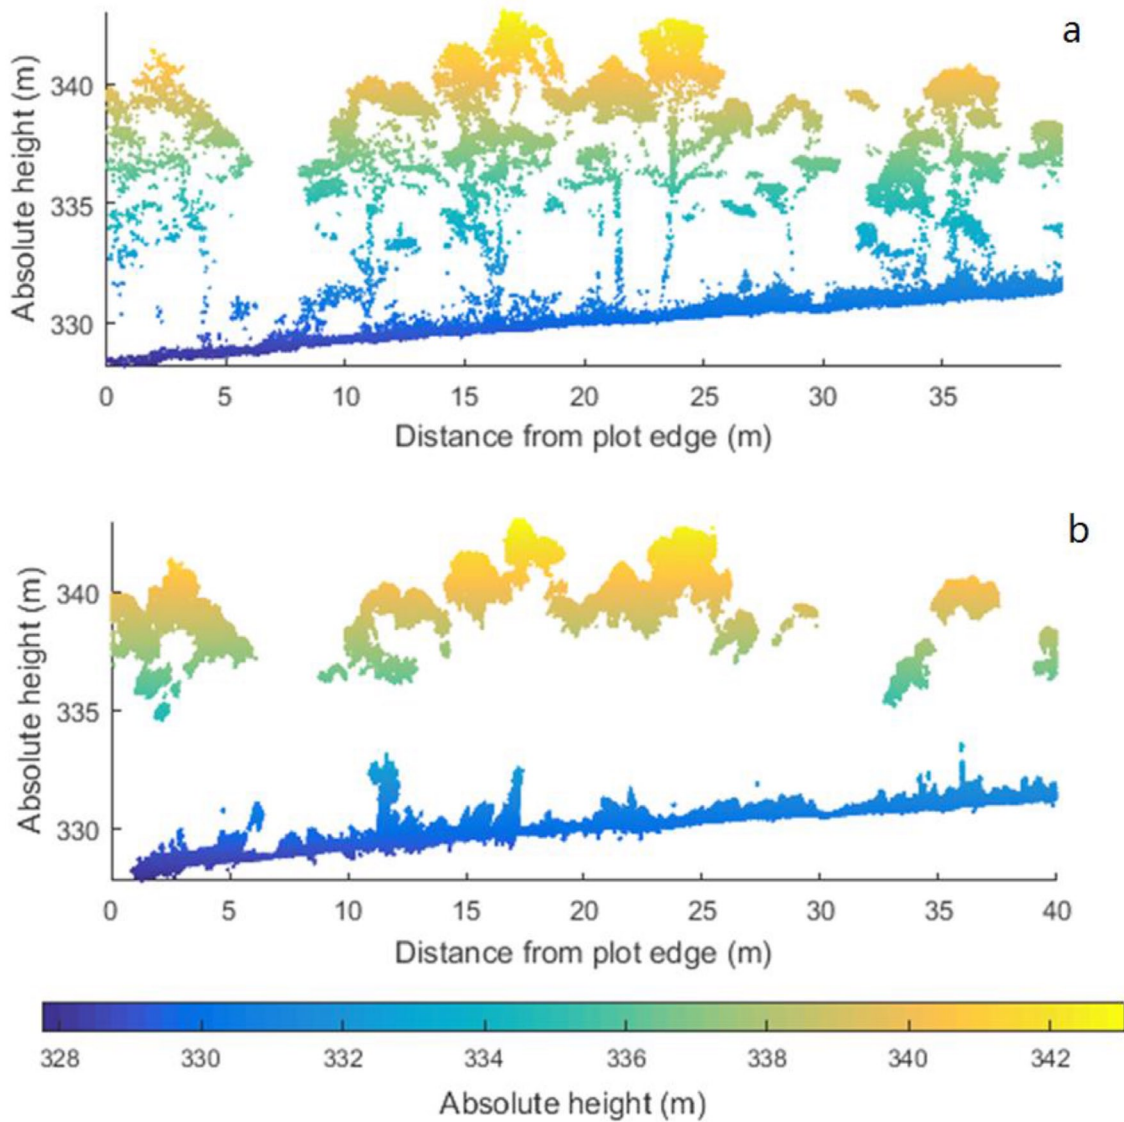 a
Absolute height (m)
340
335
330
0 5 10 15 20 25 30 35
Distance from plot edge (m)
b
Absolute height (m)
340
335
330
0 5 10 15 20 25 30 35 40
Distance from plot edge (m)
328 330 332 334 336 338 340 342
Absolute height (m)